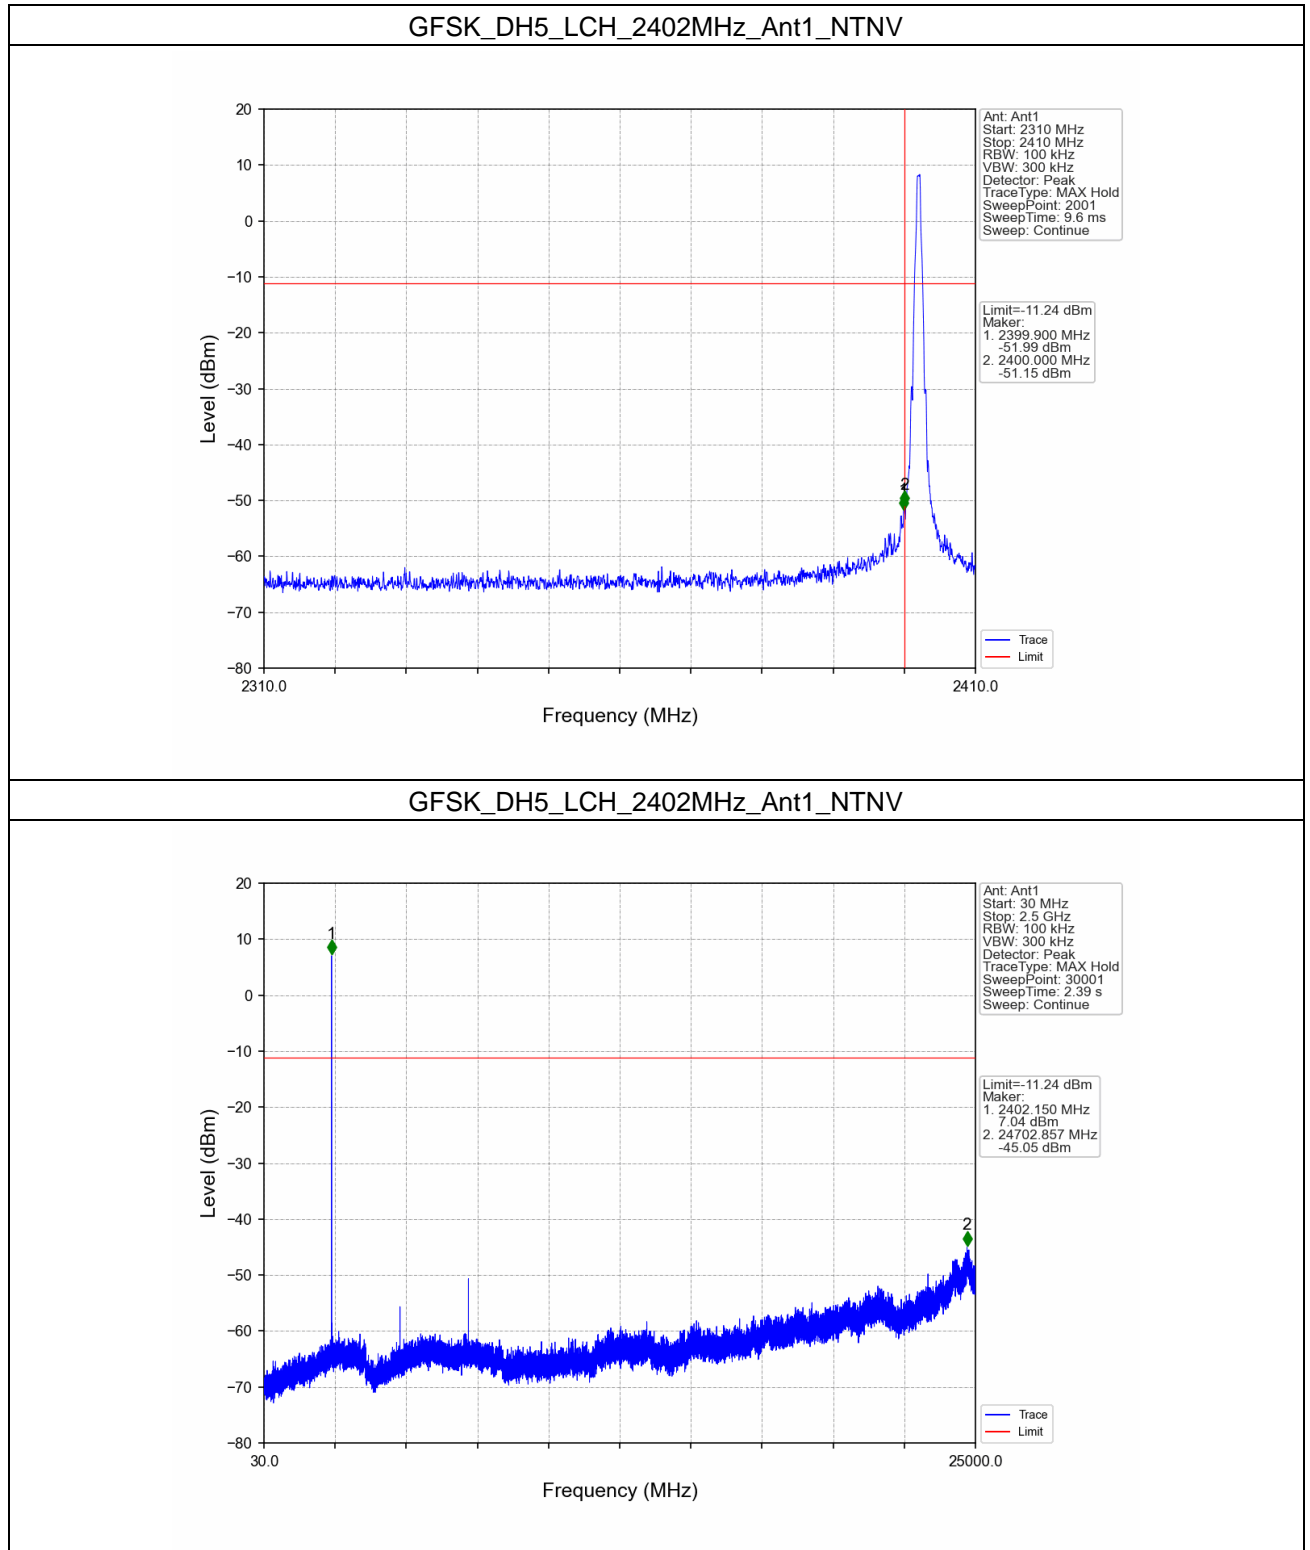 GFSK_DH5_LCH_2402MHz_Ant1_NTNV
20
10
0
−10
−20
−30
−40
−50
−60
−70
−80
Level (dBm)
2310.0
2410.0
Frequency (MHz)
2
Ant: Ant1
Start: 2310 MHz
Stop: 2410 MHz
RBW: 100 kHz
VBW: 300 kHz
Detector: Peak
TraceType: MAX Hold
SweepPoint: 2001
SweepTime: 9.6 ms
Sweep: Continue
Limit=-11.24 dBm
Maker:
1. 2399.900 MHz
-51.99 dBm
2. 2400.000 MHz
-51.15 dBm
Trace
Limit
GFSK_DH5_LCH_2402MHz_Ant1_NTNV
20
10
0
−10
−20
−30
−40
−50
−60
−70
−80
Level (dBm)
30.0
25000.0
Frequency (MHz)
1
2
Ant: Ant1
Start: 30 MHz
Stop: 2.5 GHz
RBW: 100 kHz
VBW: 300 kHz
Detector: Peak
TraceType: MAX Hold
SweepPoint: 30001
SweepTime: 2.39 s
Sweep: Continue
Limit=-11.24 dBm
Maker:
1. 2402.150 MHz
7.04 dBm
2. 24702.857 MHz
-45.05 dBm
Trace
Limit